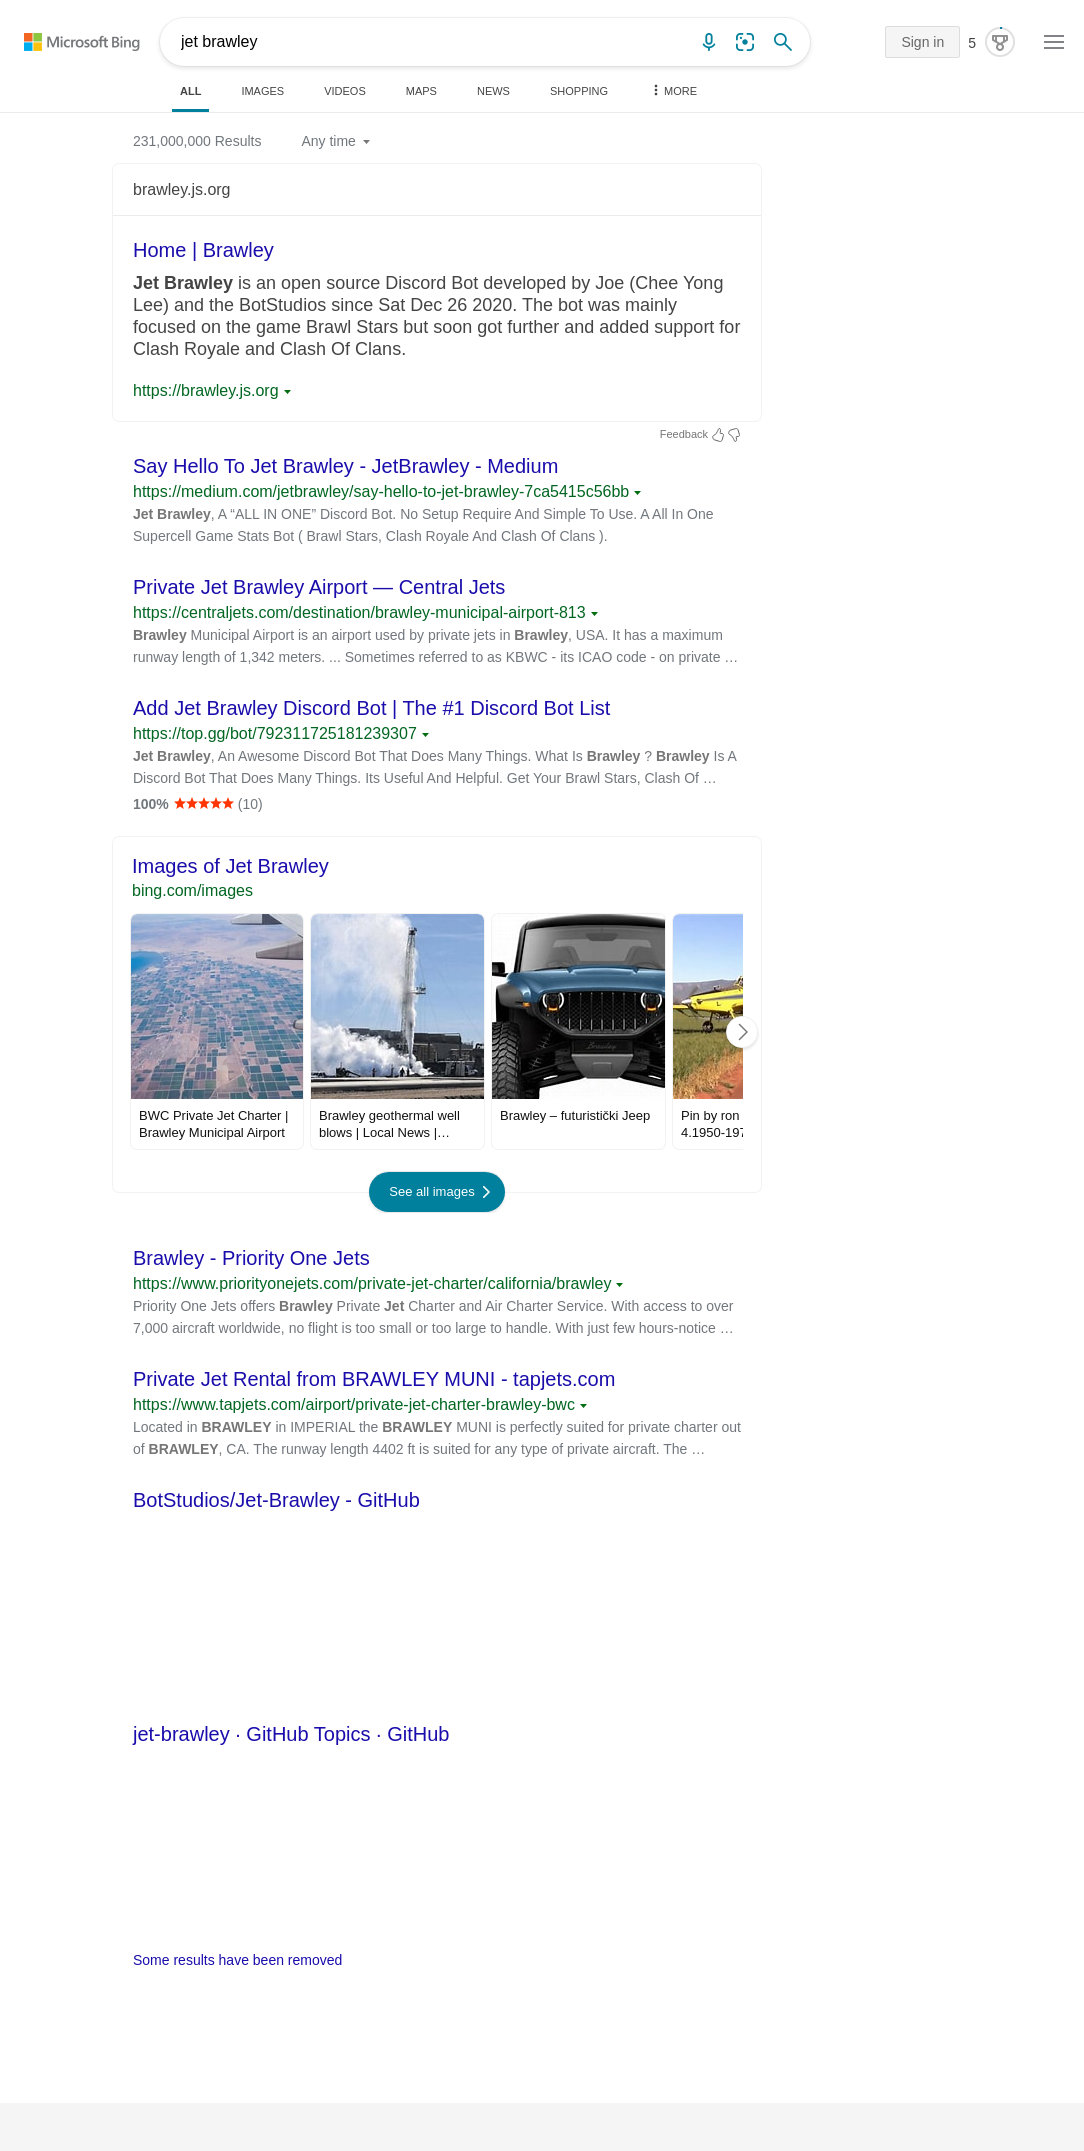 Microsoft Bing
jet brawley
Sign in
5
ALL
IMAGES
VIDEOS
MAPS
NEWS
SHOPPING
MORE
231,000,000 Results
Any time
brawley.js.org
Home | Brawley
Jet Brawley is an open source Discord Bot developed by Joe (Chee Yong
Lee) and the BotStudios since Sat Dec 26 2020. The bot was mainly
focused on the game Brawl Stars but soon got further and added support for
Clash Royale and Clash Of Clans.
https://brawley.js.org
Feedback
Say Hello To Jet Brawley - JetBrawley - Medium
https://medium.com/jetbrawley/say-hello-to-jet-brawley-7ca5415c56bb
Jet Brawley, A “ALL IN ONE” Discord Bot. No Setup Require And Simple To Use. A All In One
Supercell Game Stats Bot ( Brawl Stars, Clash Royale And Clash Of Clans ).
Private Jet Brawley Airport — Central Jets
https://centraljets.com/destination/brawley-municipal-airport-813
Brawley Municipal Airport is an airport used by private jets in Brawley, USA. It has a maximum
runway length of 1,342 meters. ... Sometimes referred to as KBWC - its ICAO code - on private …
Add Jet Brawley Discord Bot | The #1 Discord Bot List
https://top.gg/bot/792311725181239307
Jet Brawley, An Awesome Discord Bot That Does Many Things. What Is Brawley ? Brawley Is A
Discord Bot That Does Many Things. Its Useful And Helpful. Get Your Brawl Stars, Clash Of …
100% (10)
Images of Jet Brawley
bing.com/images
Brawley
BWC Private Jet Charter |
Brawley Municipal Airport
Brawley geothermal well
blows | Local News |…
Brawley – futuristički Jeep
Pin by ron
4.1950-197
See all images
Brawley - Priority One Jets
https://www.priorityonejets.com/private-jet-charter/california/brawley
Priority One Jets offers Brawley Private Jet Charter and Air Charter Service. With access to over
7,000 aircraft worldwide, no flight is too small or too large to handle. With just few hours-notice …
Private Jet Rental from BRAWLEY MUNI - tapjets.com
https://www.tapjets.com/airport/private-jet-charter-brawley-bwc
Located in BRAWLEY in IMPERIAL the BRAWLEY MUNI is perfectly suited for private charter out
of BRAWLEY, CA. The runway length 4402 ft is suited for any type of private aircraft. The …
BotStudios/Jet-Brawley - GitHub
jet-brawley · GitHub Topics · GitHub
Some results have been removed